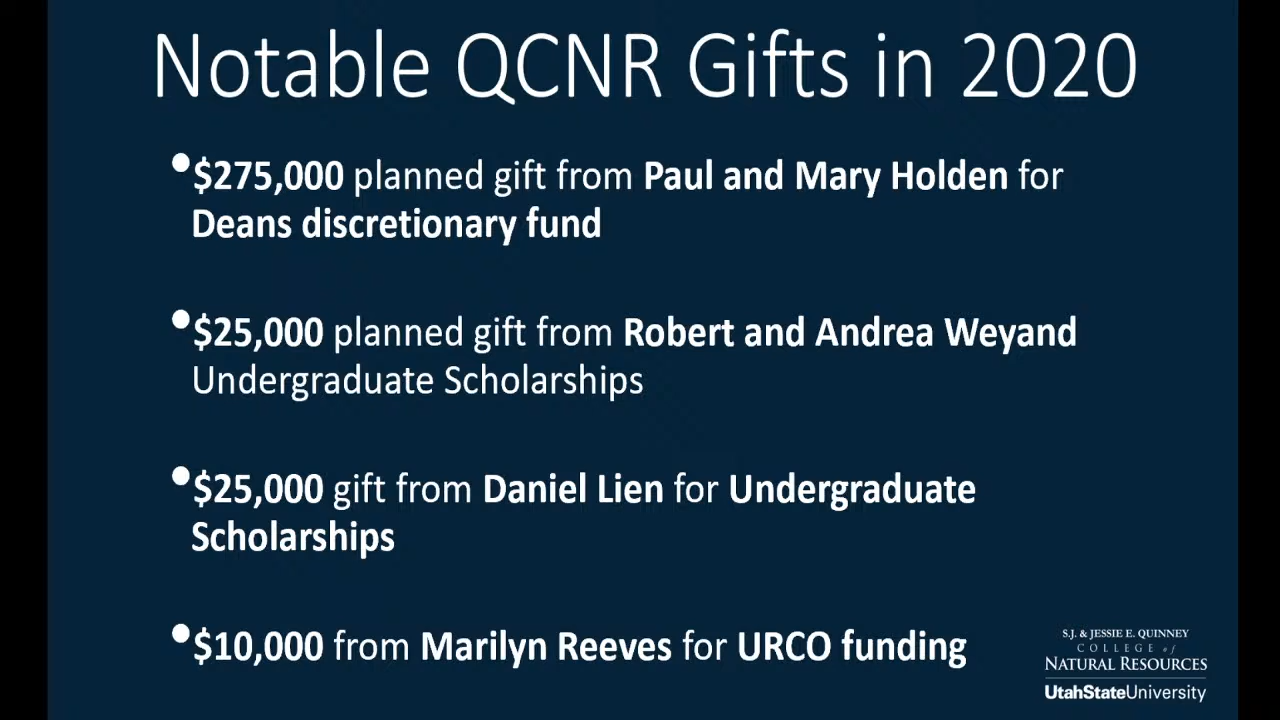 Notable QCNR Gifts in 2020
•$275,000 planned gift from Paul and Mary Holden for
Deans discretionary fund
•$25,000 planned gift from Robert and Andrea Weyand
Undergraduate Scholarships
•$25,000 gift from Daniel Lien for Undergraduate
Scholarships
•$10,000 from Marilyn Reeves for URCO funding
S.J. & JESSIE E. QUINNEY
COLLEGE of
NATURAL RESOURCES
UtahStateUniversity